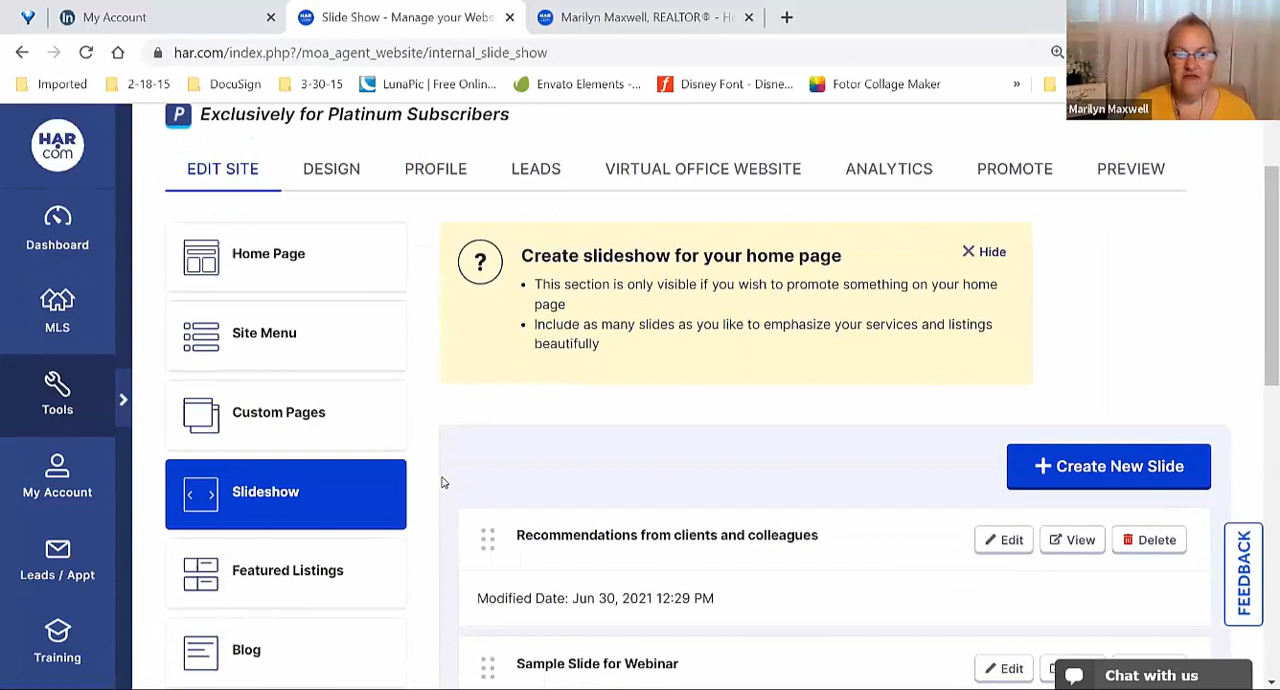 My Account
Slide Show - Manage your Webs
Marilyn Maxwell, REALTOR® - H
har.com/index.php?/moa_agent_website/internal_slide_show
Imported
2-18-15
DocuSign
3-30-15
LunaPic | Free Onlin...
Envato Elements -...
Disney Font - Disne...
Fotor Collage Maker
»
Marilyn Maxwell
P Exclusively for Platinum Subscribers
HAR
com
EDIT SITE
DESIGN
PROFILE
LEADS
VIRTUAL OFFICE WEBSITE
ANALYTICS
PROMOTE
PREVIEW
Dashboard
MLS
Tools
My Account
Leads / Appt
Training
Home Page
Site Menu
Custom Pages
Slideshow
Featured Listings
Blog
? Create slideshow for your home page
Hide
• This section is only visible if you wish to promote something on your home
page
• Include as many slides as you like to emphasize your services and listings
beautifully
+ Create New Slide
Recommendations from clients and colleagues
Edit
View
Delete
Modified Date: Jun 30, 2021 12:29 PM
Sample Slide for Webinar
Edit
FEEDBACK
Chat with us